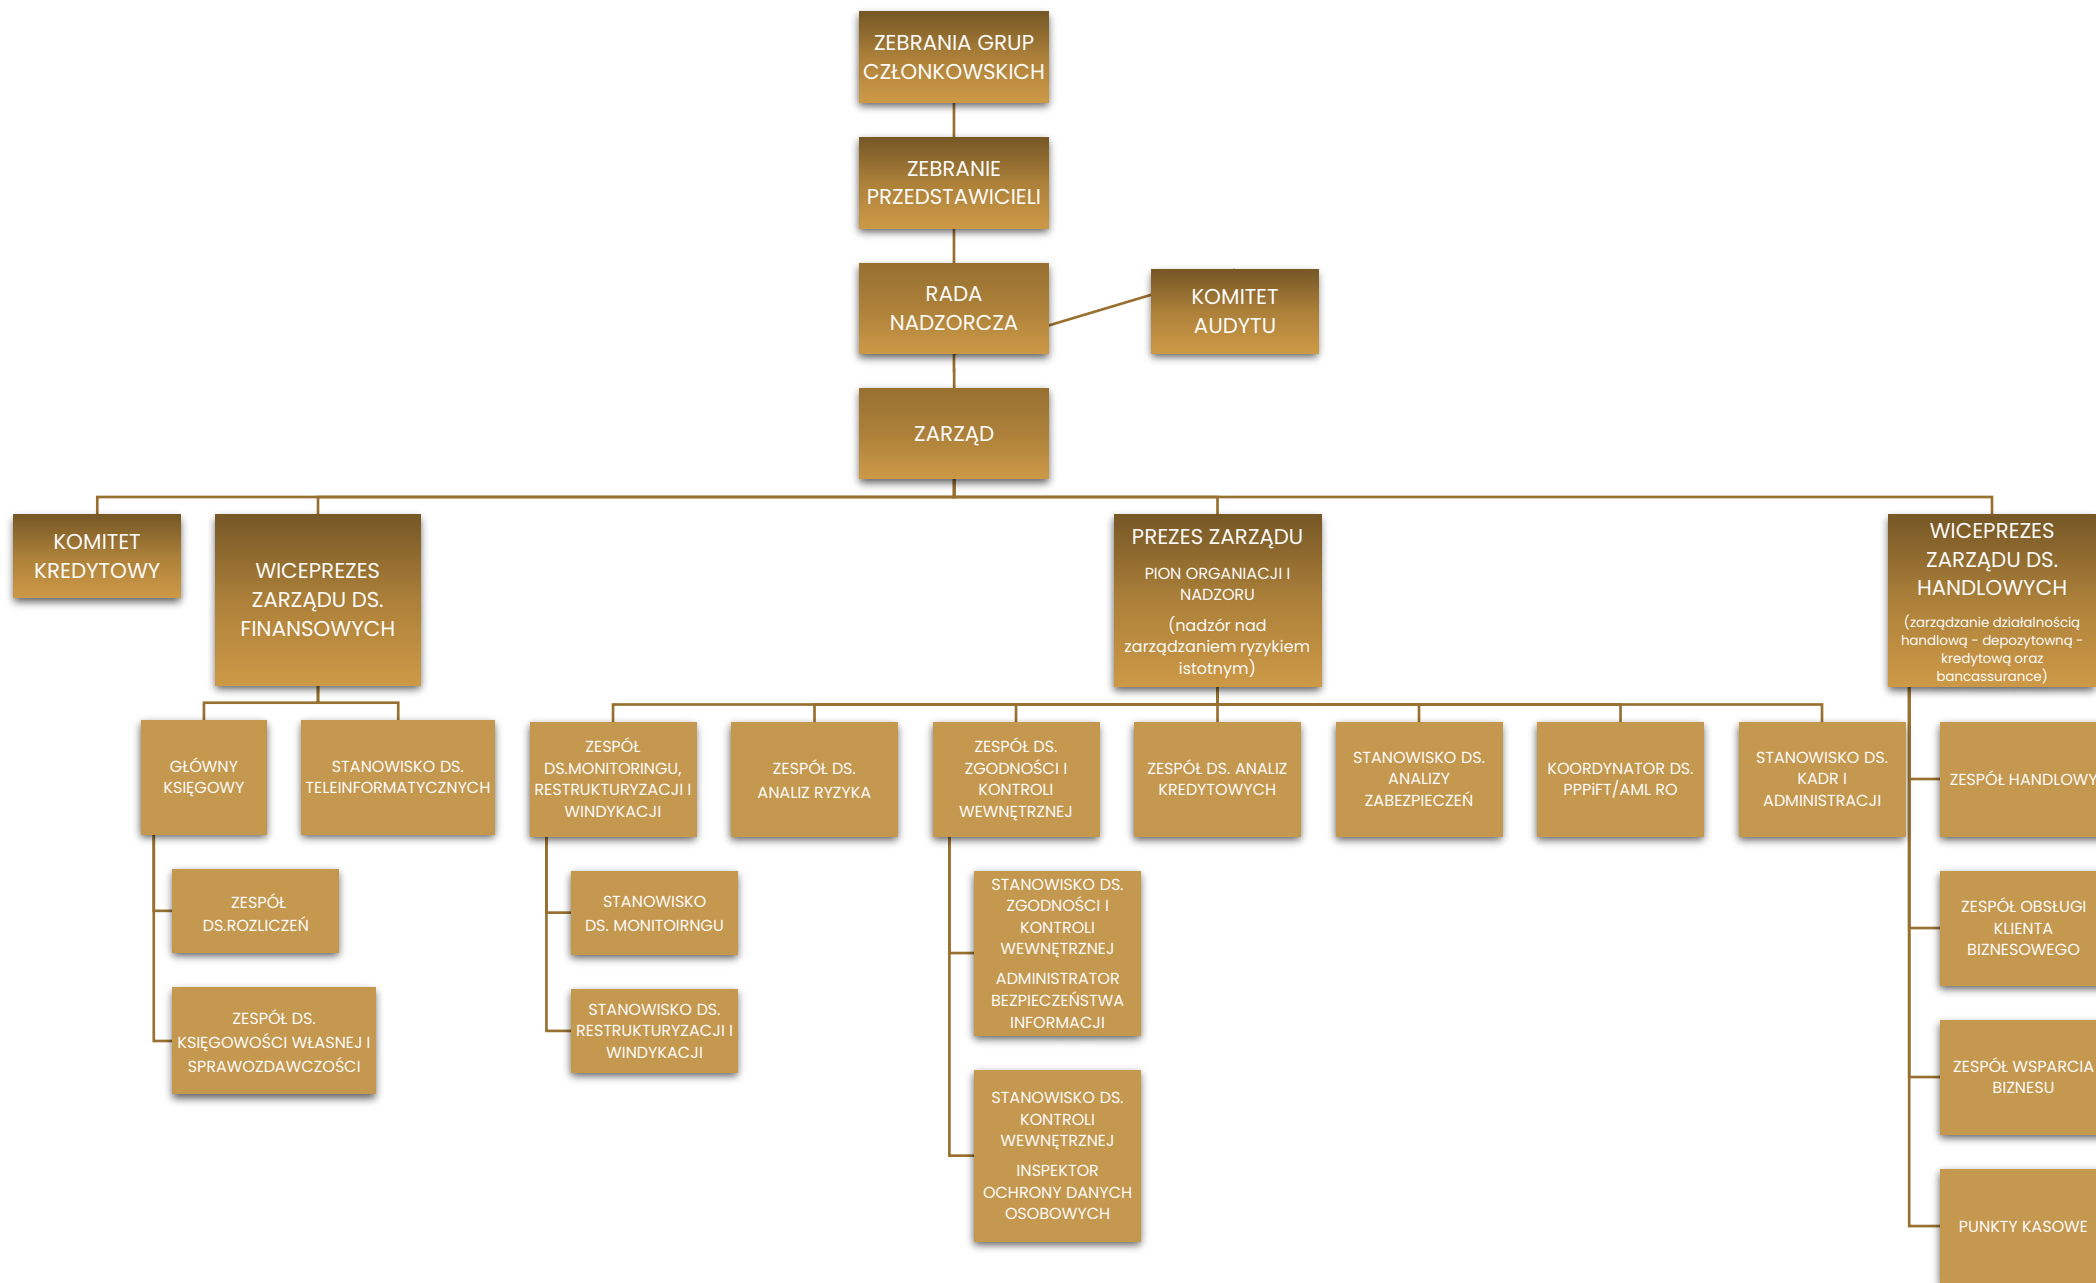 ZEBRANIA GRUP
CZŁONKOWSKICH
ZEBRANIE
PRZEDSTAWICIELI
RADA
NADZORCZA
KOMITET
AUDYTU
ZARZĄD
KOMITET
KREDYTOWY
WICEPREZES
ZARZĄDU DS.
FINANSOWYCH
PREZES ZARZĄDU
PION ORGANIACJI I
NADZORU
(nadzór nad
zarządzaniem ryzykiem
istotnym)
WICEPREZES
ZARZĄDU DS.
HANDLOWYCH
(zarządzanie działalnością
handlową - depozytowną -
kredytową oraz
bancassurance)
GŁÓWNY
KSIĘGOWY
STANOWISKO DS.
TELEINFORMATYCZNYCH
ZESPÓŁ
DS.MONITORINGU,
RESTRUKTURYZACJI I
WINDYKACJI
ZESPÓŁ DS.
ANALIZ RYZYKA
ZESPÓŁ DS.
ZGODNOŚCI I
KONTROLI
WEWNĘTRZNEJ
ZESPÓŁ DS. ANALIZ
KREDYTOWYCH
STANOWISKO DS.
ANALIZY
ZABEZPIECZEŃ
KOORDYNATOR DS.
PPPiFT/AML RO
STANOWISKO DS.
KADR I
ADMINISTRACJI
ZESPÓŁ HANDLOWY
ZESPÓŁ
DS.ROZLICZEŃ
STANOWISKO
DS. MONITOIRNGU
STANOWISKO DS.
ZGODNOŚCI I
KONTROLI
WEWNĘTRZNEJ
ADMINISTRATOR
BEZPIECZEŃSTWA
INFORMACJI
ZESPÓŁ OBSŁUGI
KLIENTA
BIZNESOWEGO
ZESPÓŁ DS.
KSIĘGOWOŚCI WŁASNEJ I
SPRAWOZDAWCZOŚCI
STANOWISKO DS.
RESTRUKTURYZACJI I
WINDYKACJI
STANOWISKO DS.
KONTROLI
WEWNĘTRZNEJ
INSPEKTOR
OCHRONY DANYCH
OSOBOWYCH
ZESPÓŁ WSPARCIA
BIZNESU
PUNKTY KASOWE